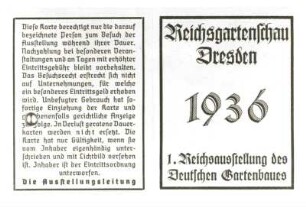 Diese Karte berechtigt nur die darauf
bezeichnete Person zum Besuch der
Ausstellung während ihrer Dauer.
Nachzahlung bei besonderen Veran-
staltungen und an Tagen mit erhöhter
Eintrittsgebühr bleibt vorbehalten.
Das Besuchsrecht erstreckt sich nicht
auf Unternehmungen, für welche
ein besonderes Eintrittsgeld erhoben
wird. Unbefugter Gebrauch hat so-
fortige Einziehung der Karte und
gerichtliche Anzeige
In Verlust geratene Dauer-
karten werden nicht ersetzt. Die
Karte hat nur Gültigkeit, wenn sie
vom Inhaber eigenhändig unter-
schrieben und mit Lichtbild versehen
ist. Inhaber ist der Eintrittsordnung
unterworfen.
Die Ausstellungsleitung
Reichsgartenschau
Dresden
1936
1. Reichsausstellung des
Deutschen Gartenbaues